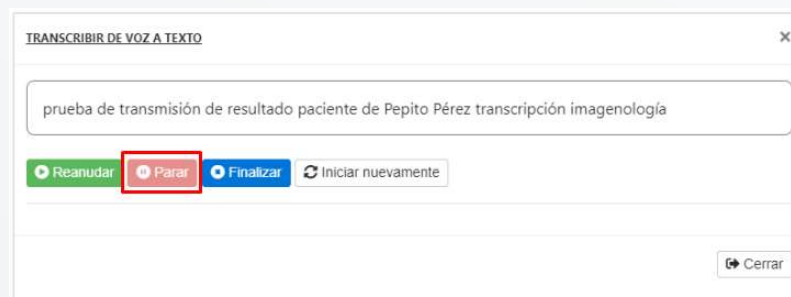 TRANSCRIBIR DE VOZ A TEXTO
prueba de transmisión de resultado paciente de Pepito Pérez transcripción imagenología
Reanudar Parar Finalizar Iniciar nuevamente
Cerrar